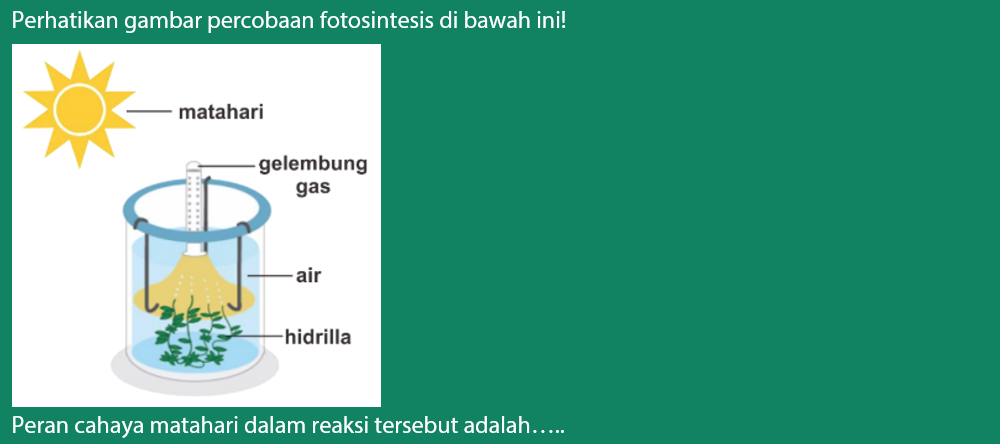 Perhatikan gambar percobaan fotosintesis di bawah ini!
matahari
gelembung
gas
air
hidrilla
Peran cahaya matahari dalam reaksi tersebut adalah.....